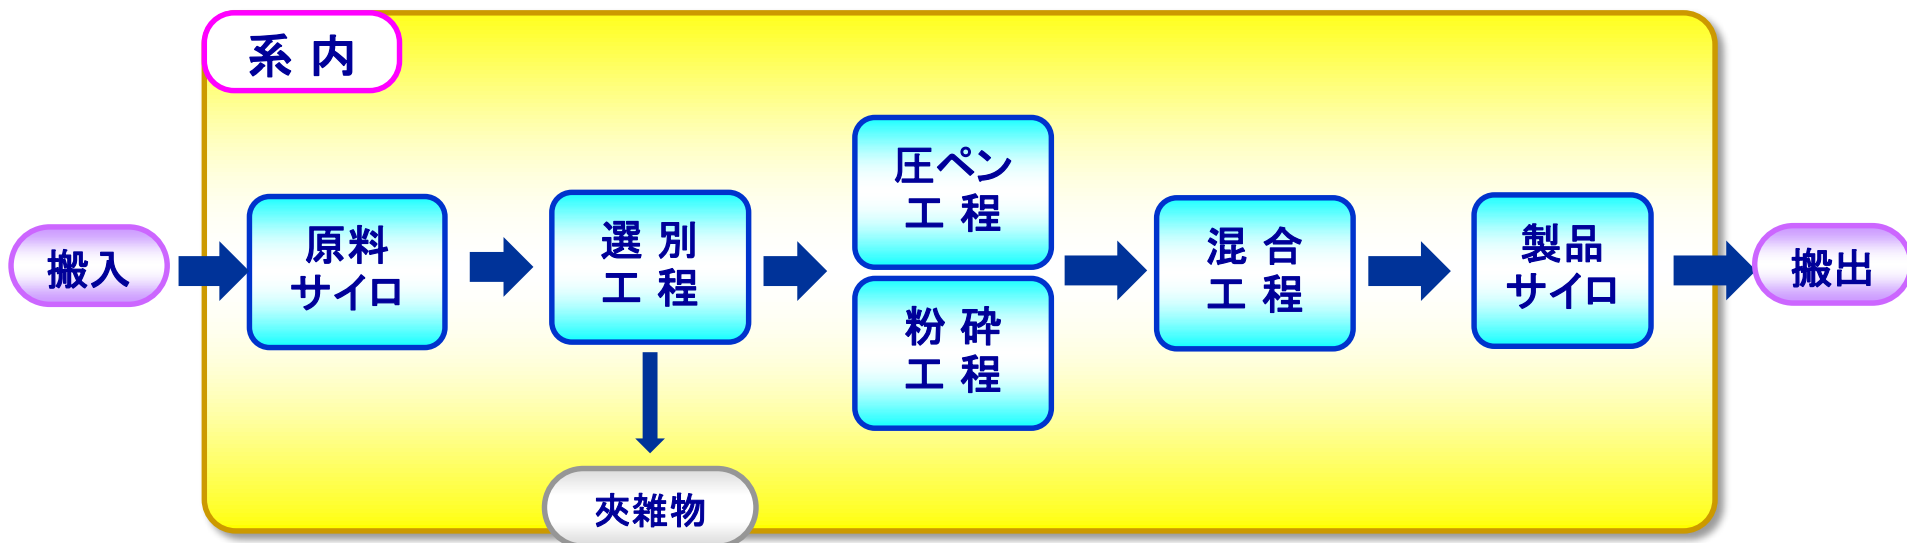 系 内
搬入
原料
サイロ
選 別
工 程
夾雑物
圧ペン
工 程
粉 砕
工 程
混 合
工 程
製品
サイロ
搬出